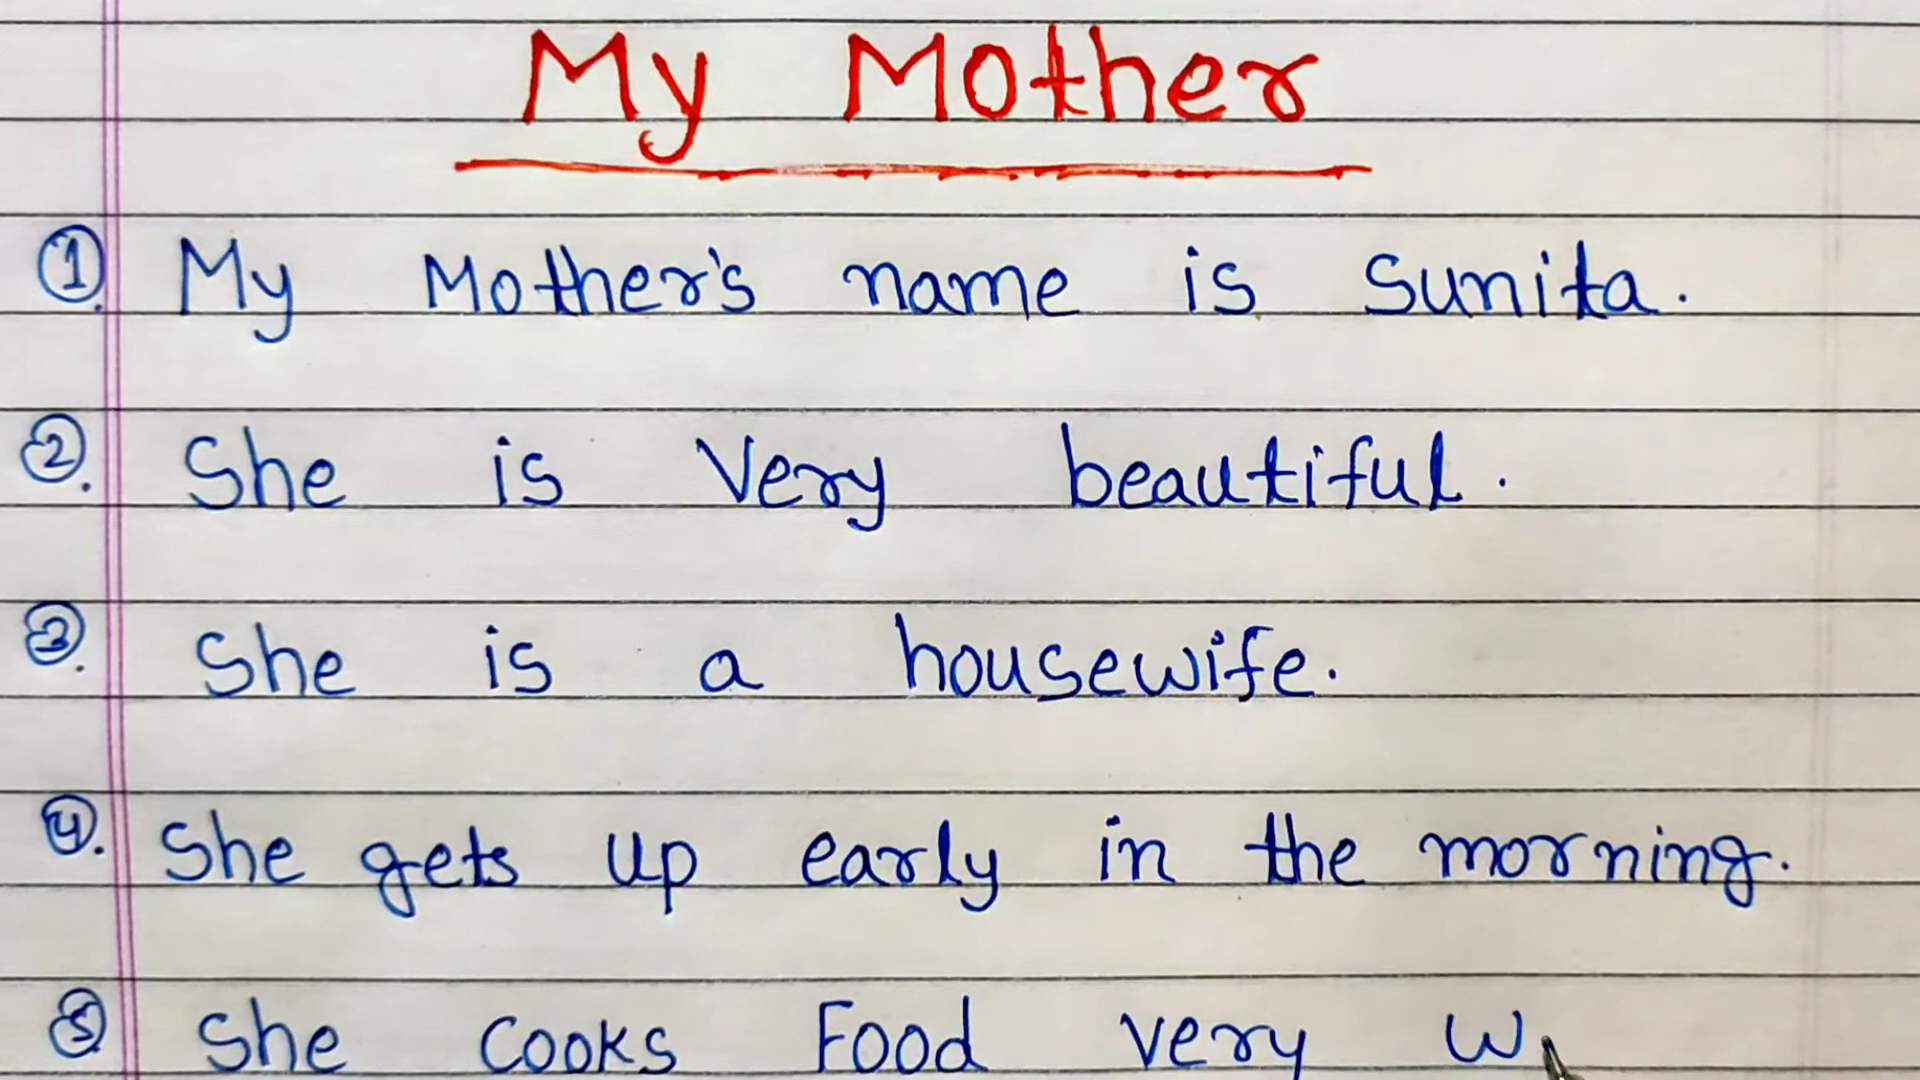 My Mother
1. My Mother's name is Sunita.
2. She is Very beautiful.
3. She is a housewife.
4. She gets up early in the morning.
5 She cooks Food very w